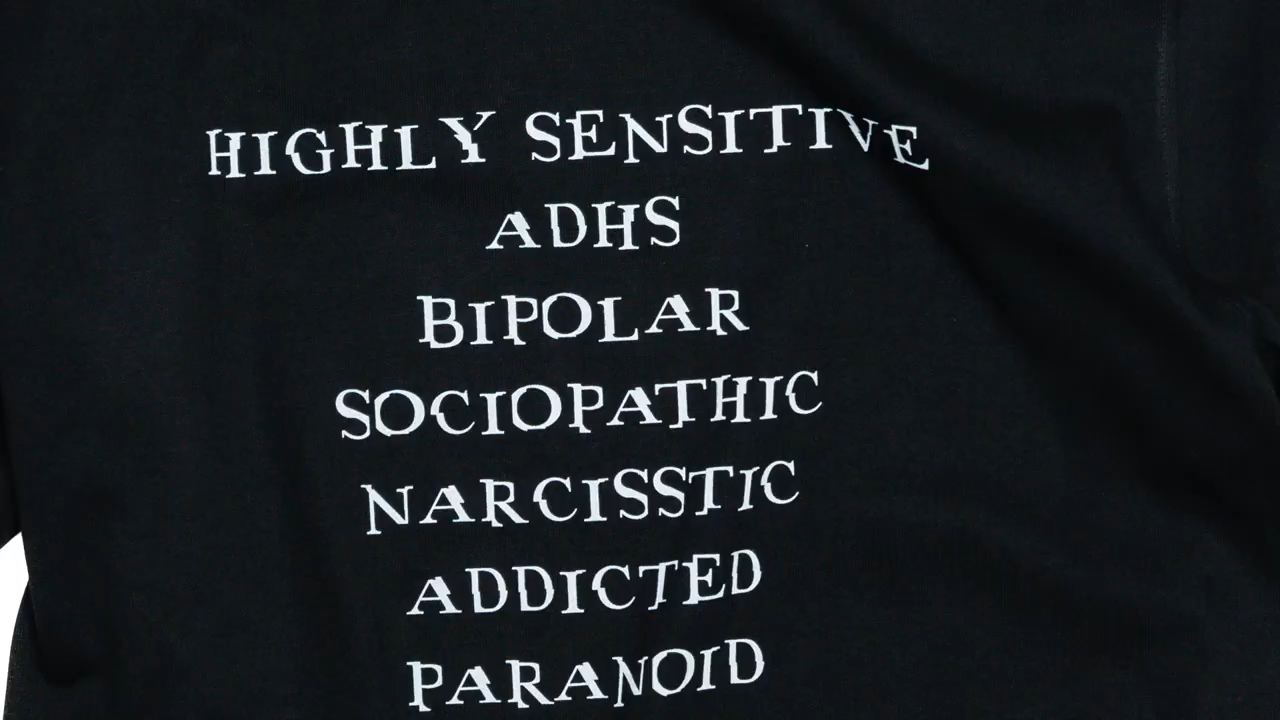 HIGHLY SENSITIVE
ADHS
BIPOLAR
SOCIOPATHIC
NARCISSTIC
ADDICTED
PARANOID